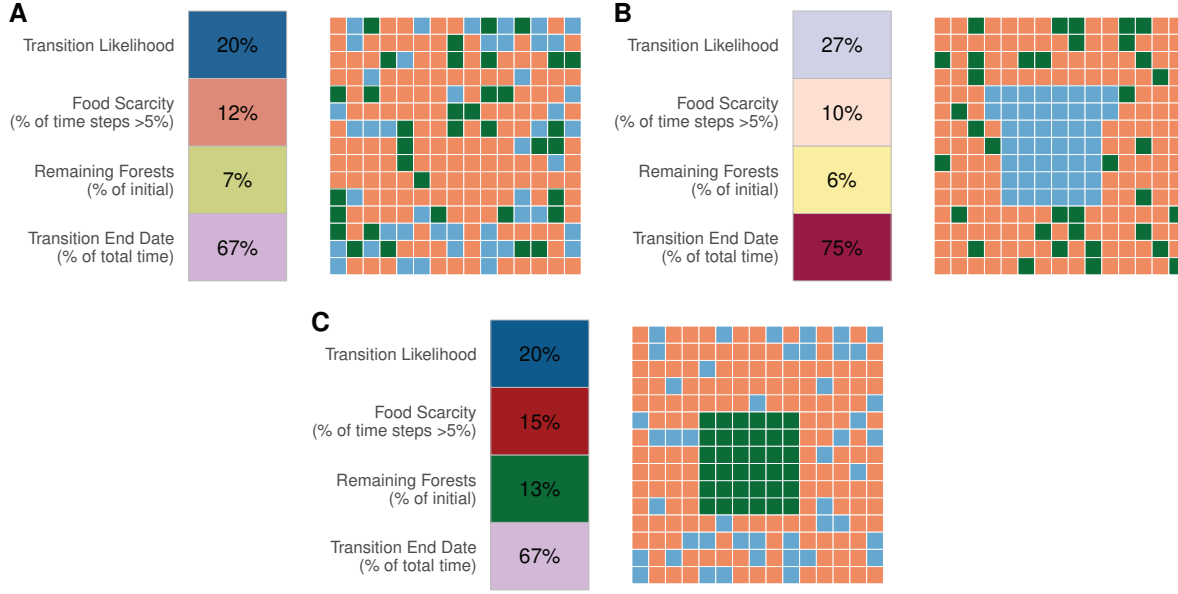 A
Transition Likelihood
20%
Food Scarcity
(% of time steps >5%)
12%
Remaining Forests
(% of initial)
7%
Transition End Date
(% of total time)
67%
B
Transition Likelihood
27%
Food Scarcity
(% of time steps >5%)
10%
Remaining Forests
(% of initial)
6%
Transition End Date
(% of total time)
75%
C
Transition Likelihood
20%
Food Scarcity
(% of time steps >5%)
15%
Remaining Forests
(% of initial)
13%
Transition End Date
(% of total time)
67%